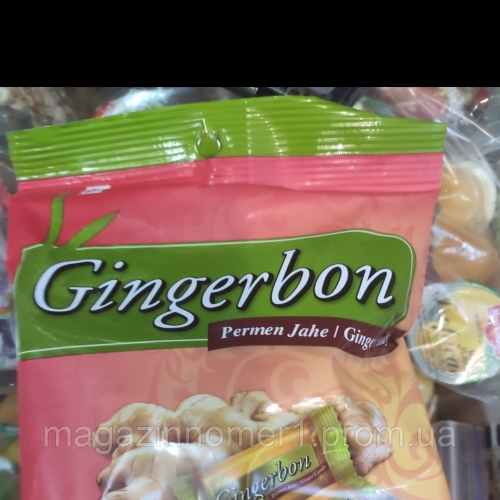 Gingerbon
Permen Jahe | Ginger
magazinnomer1.prom.ua
Gingerbon